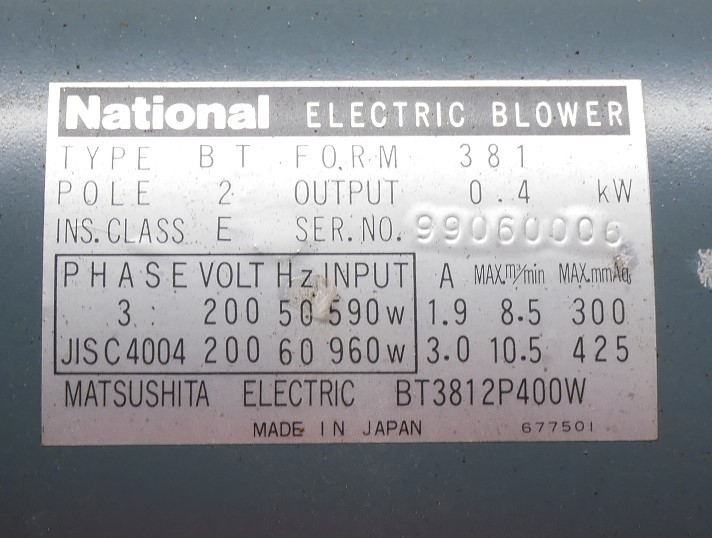 National ELECTRIC BLOWER
TYPE BT FORM 381
POLE 2 OUTPUT 0.4 kW
INS. CLASS E SER. NO. 99060006
PHASE VOLT Hz INPUT A MAX.m³/min MAX.mmAq
3 200 50 590w 1.9 8.5 300
JISC4004 200 60 960w 3.0 10.5 425
MATSUSHITA ELECTRIC BT3812P400W
MADE IN JAPAN 677501